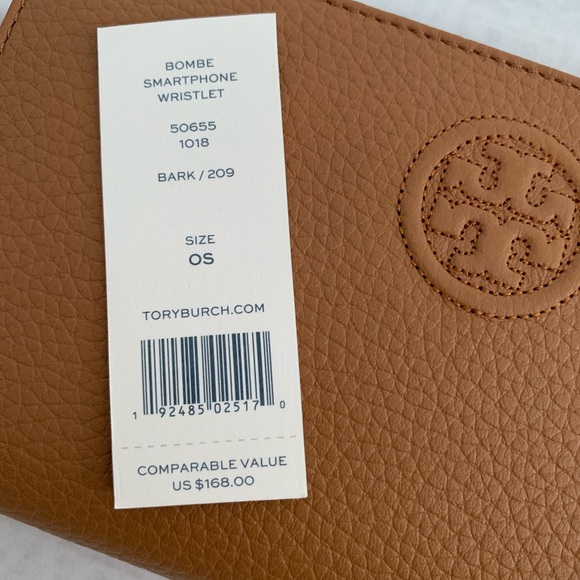 BOMBE
SMARTPHONE
WRISTLET
50655
1018
BARK / 209
SIZE
OS
TORYBURCH.COM
1 92485 02517 0
COMPARABLE VALUE
US $168.00